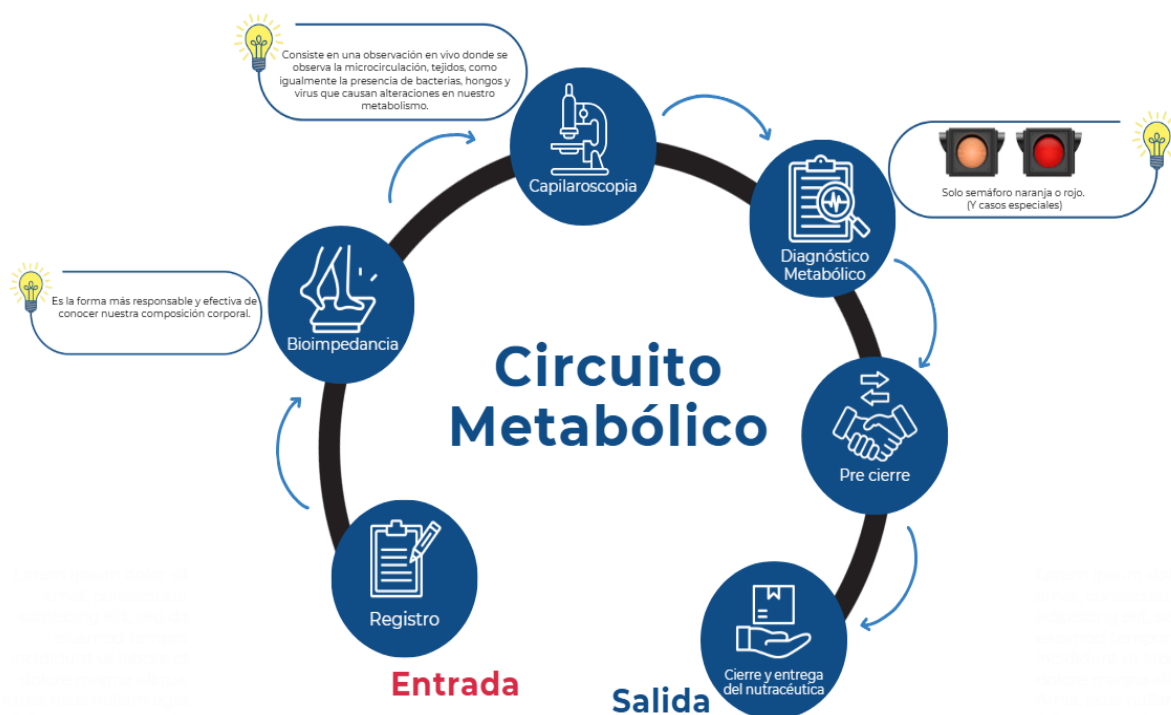 Consiste en una observación en vivo donde se
observa la microcirculación, tejidos, como
igualmente la presencia de bacterias, hongos y
virus que causan alteraciones en nuestro
metabolismo.
Capilaroscopia
Solo semáforo naranja o rojo.
(Y casos especiales)
Diagnóstico
Metabólico
Es la forma más responsable y efectiva de
conocer nuestra composición corporal.
Bioimpedancia
Circuito
Metabólico
Pre cierre
Registro
Entrada
Cierre y entrega
del nutracéutica
Salida